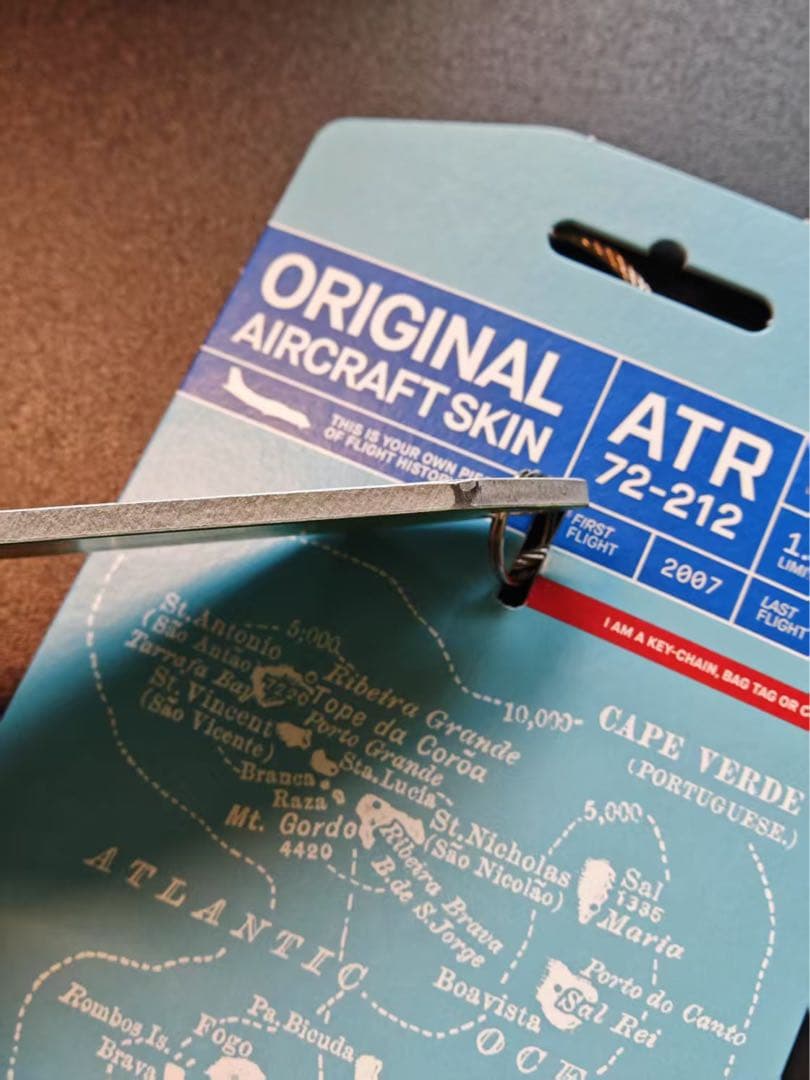 ORIGINAL
AIRCRAFT SKIN
THIS IS YOUR OWN
OF FLIGHT
ATR
72-212
FIRST
FLIGHT
2007
LAST
FLIGHT
I AM A KEY-CHAIN, BAG TAG OR
St. Antonio
(São Antão)
Tarrafa Bay
St. Vincent
(São Vicente)
5,000
Ribeira Grande
Tope da Corõa
Porto Grande
Sta. Lucia
Branca
Raza
Mt. Gordo
4420
10,000
CAPE VERDE
(PORTUGUESE.)
5,000
St. Nicholas
(São Nicolão)
Ribeira Brava
B. de S. Jorge
Sal
1335
Maria
ATLANTIC
Boavista
Porto do Canto
Sal Rei
Rombos Is.
Brava
Fogo
Pa. Bicuda